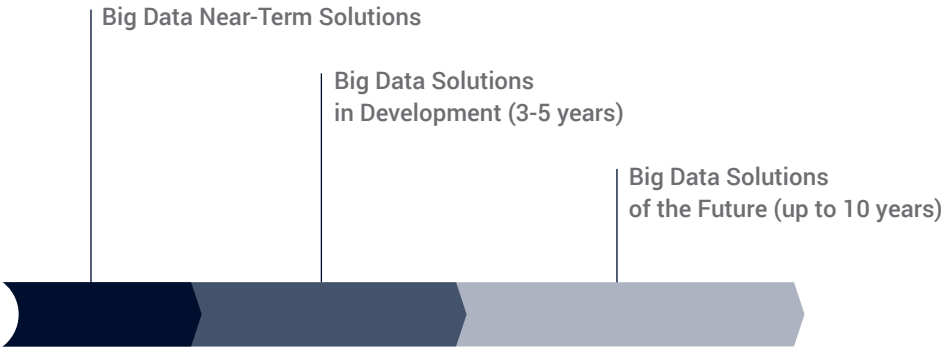 Big Data Near-Term Solutions
Big Data Solutions
in Development (3-5 years)
Big Data Solutions
of the Future (up to 10 years)